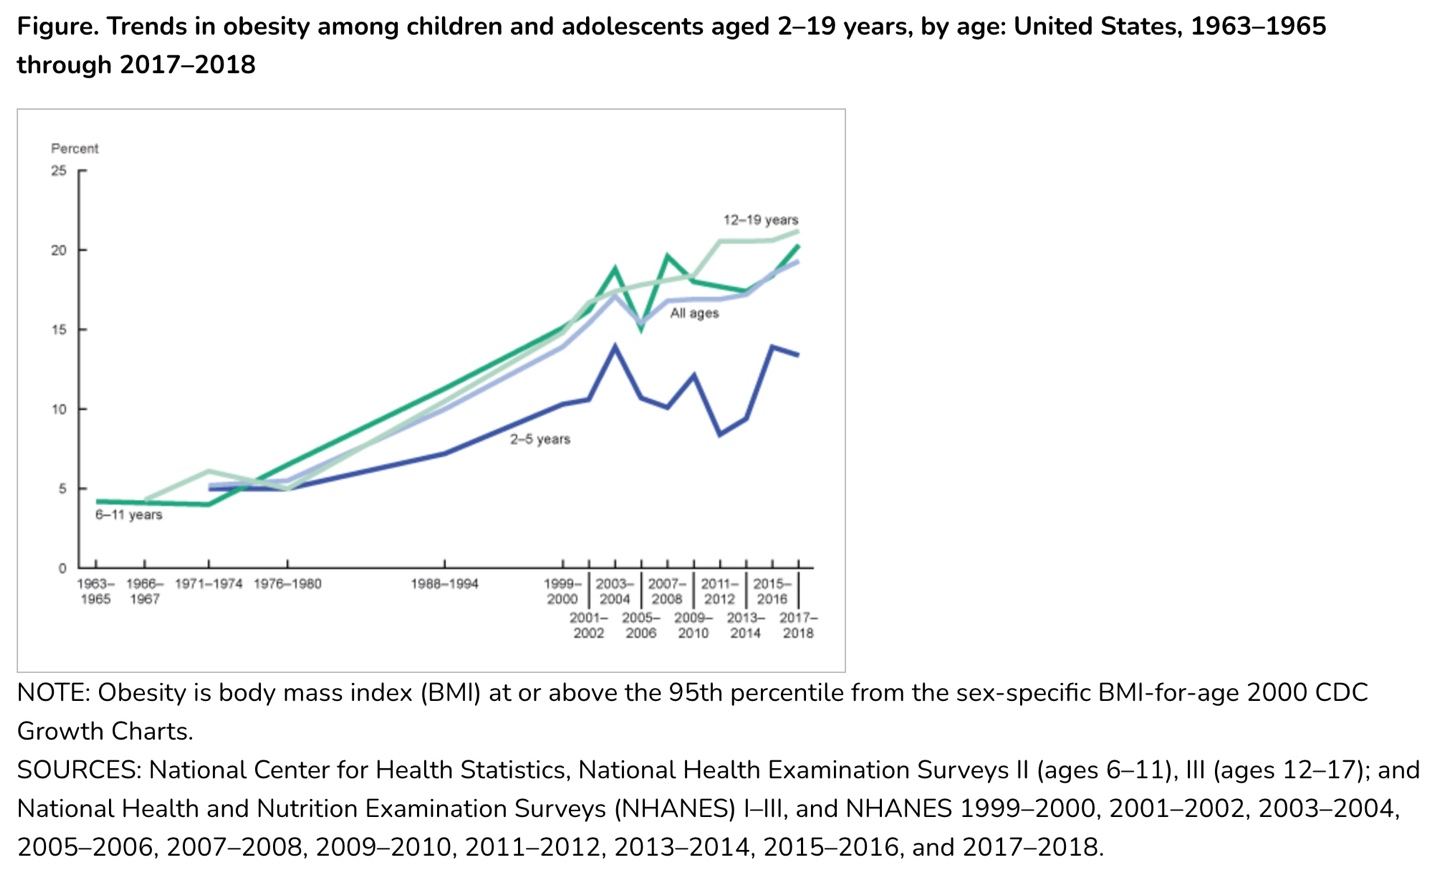 Figure. Trends in obesity among children and adolescents aged 2–19 years, by age: United States, 1963–1965
through 2017–2018
Percent
25
20
15
10
5
0
12–19 years
All ages
2–5 years
6–11 years
1963–
1965
1966–
1967
1971–1974
1976–1980
1988–1994
1999–
2000
2001–
2002
2003–
2004
2005–
2006
2007–
2008
2009–
2010
2011–
2012
2013–
2014
2015–
2016
2017–
2018
NOTE: Obesity is body mass index (BMI) at or above the 95th percentile from the sex-specific BMI-for-age 2000 CDC
Growth Charts.
SOURCES: National Center for Health Statistics, National Health Examination Surveys II (ages 6–11), III (ages 12–17); and
National Health and Nutrition Examination Surveys (NHANES) I–III, and NHANES 1999–2000, 2001–2002, 2003–2004,
2005–2006, 2007–2008, 2009–2010, 2011–2012, 2013–2014, 2015–2016, and 2017–2018.